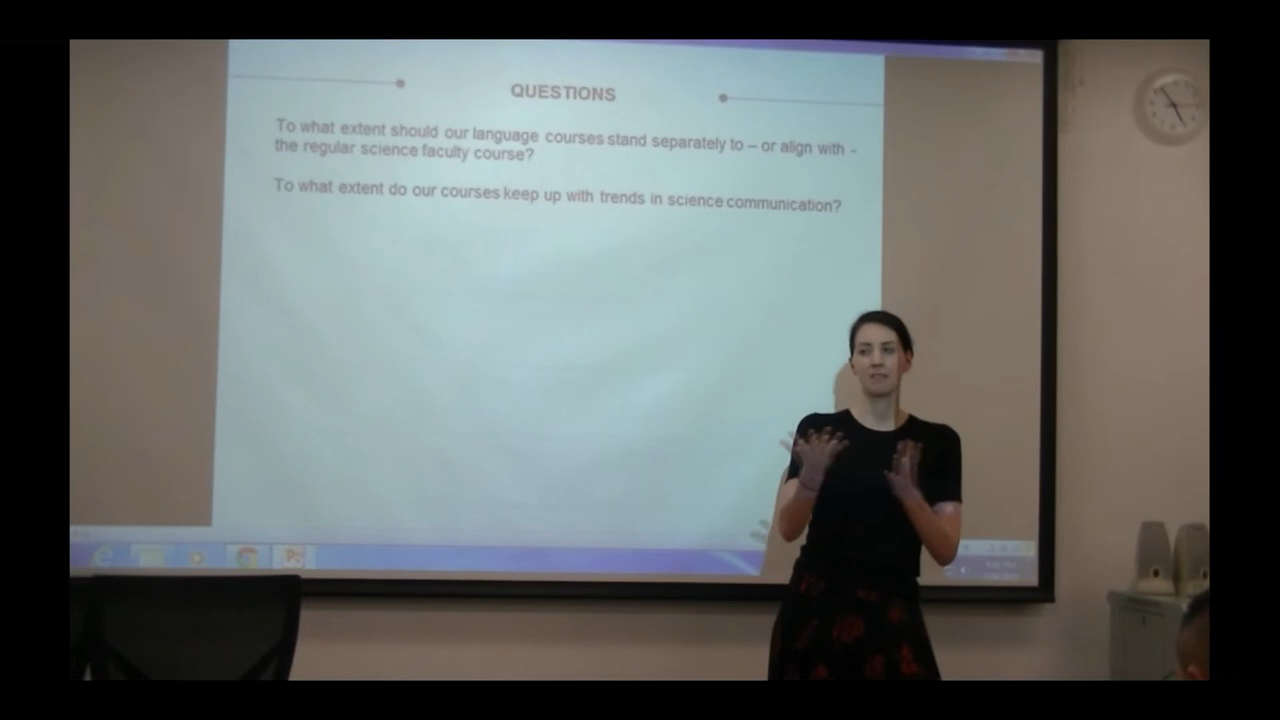 QUESTIONS
To what extent should our language courses stand separately to – or align with -
the regular science faculty course?
To what extent do our courses keep up with trends in science communication?